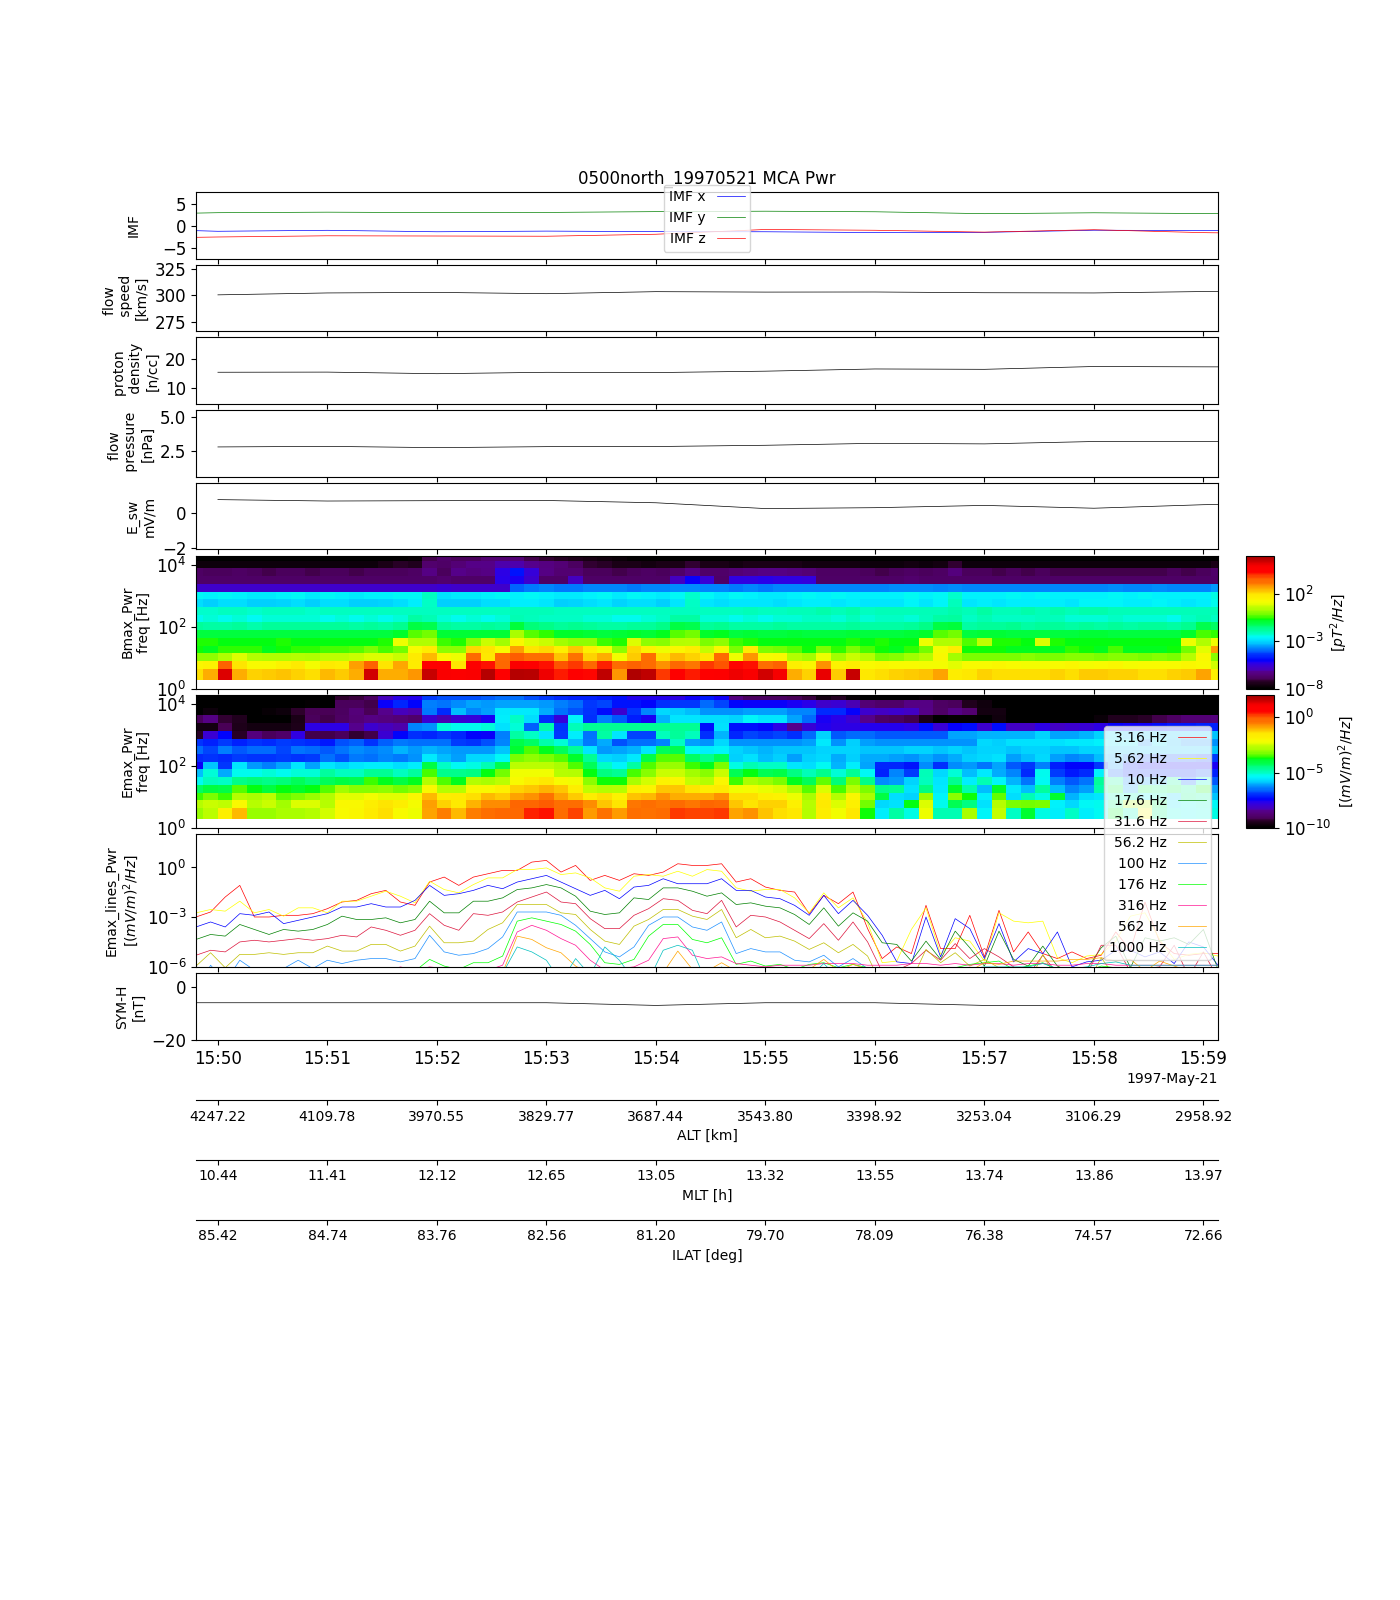 0500north_19970521 MCA Pwr
5
0
−5
IMF
IMF x
IMF y
IMF z
325
300
275
flow
speed
[km/s]
20
10
proton
density
[n/cc]
5.0
2.5
flow
pressure
[nPa]
0
−2
E_sw
mV/m
10^4
10^2
10^0
Bmax_Pwr
freq [Hz]
10^2
10^−3
10^−8
[pT^2/Hz]
10^4
10^2
10^0
Emax_Pwr
freq [Hz]
10^0
10^−5
10^−10
[(mV/m)^2/Hz]
3.16 Hz
5.62 Hz
10 Hz
17.6 Hz
31.6 Hz
56.2 Hz
100 Hz
176 Hz
316 Hz
562 Hz
1000 Hz
10^0
10^−3
10^−6
Emax_lines_Pwr
[(mV/m)^2/Hz]
0
−20
SYM-H
[nT]
15:50 15:51 15:52 15:53 15:54 15:55 15:56 15:57 15:58 15:59
1997-May-21
4247.22 4109.78 3970.55 3829.77 3687.44 3543.80 3398.92 3253.04 3106.29 2958.92
ALT [km]
10.44 11.41 12.12 12.65 13.05 13.32 13.55 13.74 13.86 13.97
MLT [h]
85.42 84.74 83.76 82.56 81.20 79.70 78.09 76.38 74.57 72.66
ILAT [deg]